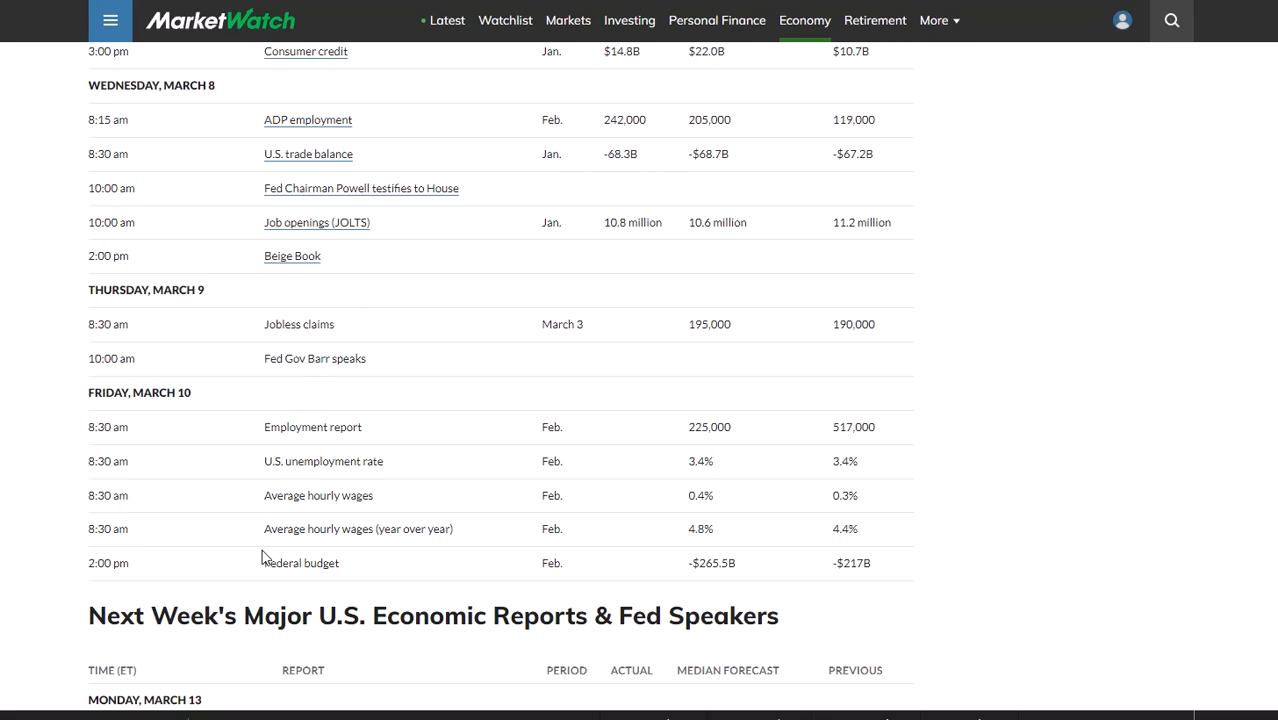 MarketWatch Latest Watchlist Markets Investing Personal Finance Economy Retirement More
3:00 pm Consumer credit Jan. $14.8B $22.0B $10.7B
WEDNESDAY, MARCH 8
8:15 am ADP employment Feb. 242,000 205,000 119,000
8:30 am U.S. trade balance Jan. -68.3B -$68.7B -$67.2B
10:00 am Fed Chairman Powell testifies to House
10:00 am Job openings (JOLTS) Jan. 10.8 million 10.6 million 11.2 million
2:00 pm Beige Book
THURSDAY, MARCH 9
8:30 am Jobless claims March 3 195,000 190,000
10:00 am Fed Gov Barr speaks
FRIDAY, MARCH 10
8:30 am Employment report Feb. 225,000 517,000
8:30 am U.S. unemployment rate Feb. 3.4% 3.4%
8:30 am Average hourly wages Feb. 0.4% 0.3%
8:30 am Average hourly wages (year over year) Feb. 4.8% 4.4%
2:00 pm Federal budget Feb. -$265.5B -$217B
Next Week's Major U.S. Economic Reports & Fed Speakers
TIME (ET) REPORT PERIOD ACTUAL MEDIAN FORECAST PREVIOUS
MONDAY, MARCH 13